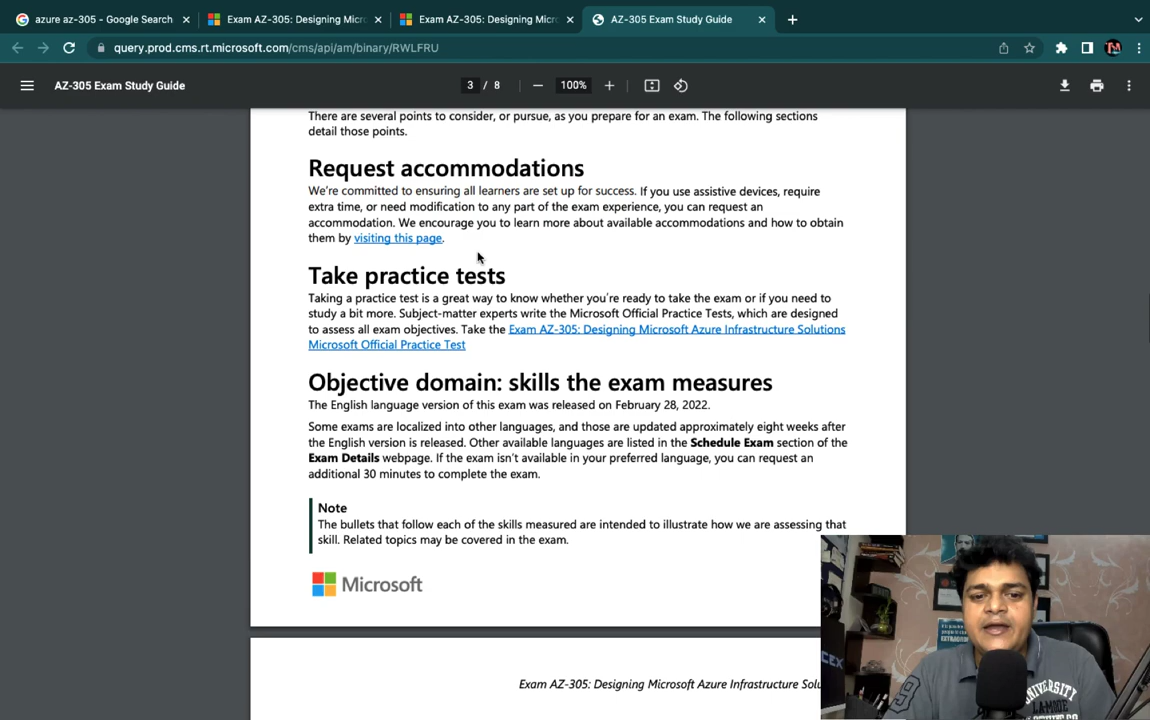 azure az-305 - Google Search
Exam AZ-305: Designing Micro
Exam AZ-305: Designing Micro
AZ-305 Exam Study Guide
query.prod.cms.rt.microsoft.com/cms/api/am/binary/RWLFRU
AZ-305 Exam Study Guide
3 / 8
100%
There are several points to consider, or pursue, as you prepare for an exam. The following sections
detail those points.
Request accommodations
We're committed to ensuring all learners are set up for success. If you use assistive devices, require
extra time, or need modification to any part of the exam experience, you can request an
accommodation. We encourage you to learn more about available accommodations and how to obtain
them by visiting this page.
Take practice tests
Taking a practice test is a great way to know whether you're ready to take the exam or if you need to
study a bit more. Subject-matter experts write the Microsoft Official Practice Tests, which are designed
to assess all exam objectives. Take the Exam AZ-305: Designing Microsoft Azure Infrastructure Solutions
Microsoft Official Practice Test
Objective domain: skills the exam measures
The English language version of this exam was released on February 28, 2022.
Some exams are localized into other languages, and those are updated approximately eight weeks after
the English version is released. Other available languages are listed in the Schedule Exam section of the
Exam Details webpage. If the exam isn't available in your preferred language, you can request an
additional 30 minutes to complete the exam.
Note
The bullets that follow each of the skills measured are intended to illustrate how we are assessing that
skill. Related topics may be covered in the exam.
Microsoft
Exam AZ-305: Designing Microsoft Azure Infrastructure Solu
UNIVERSITY